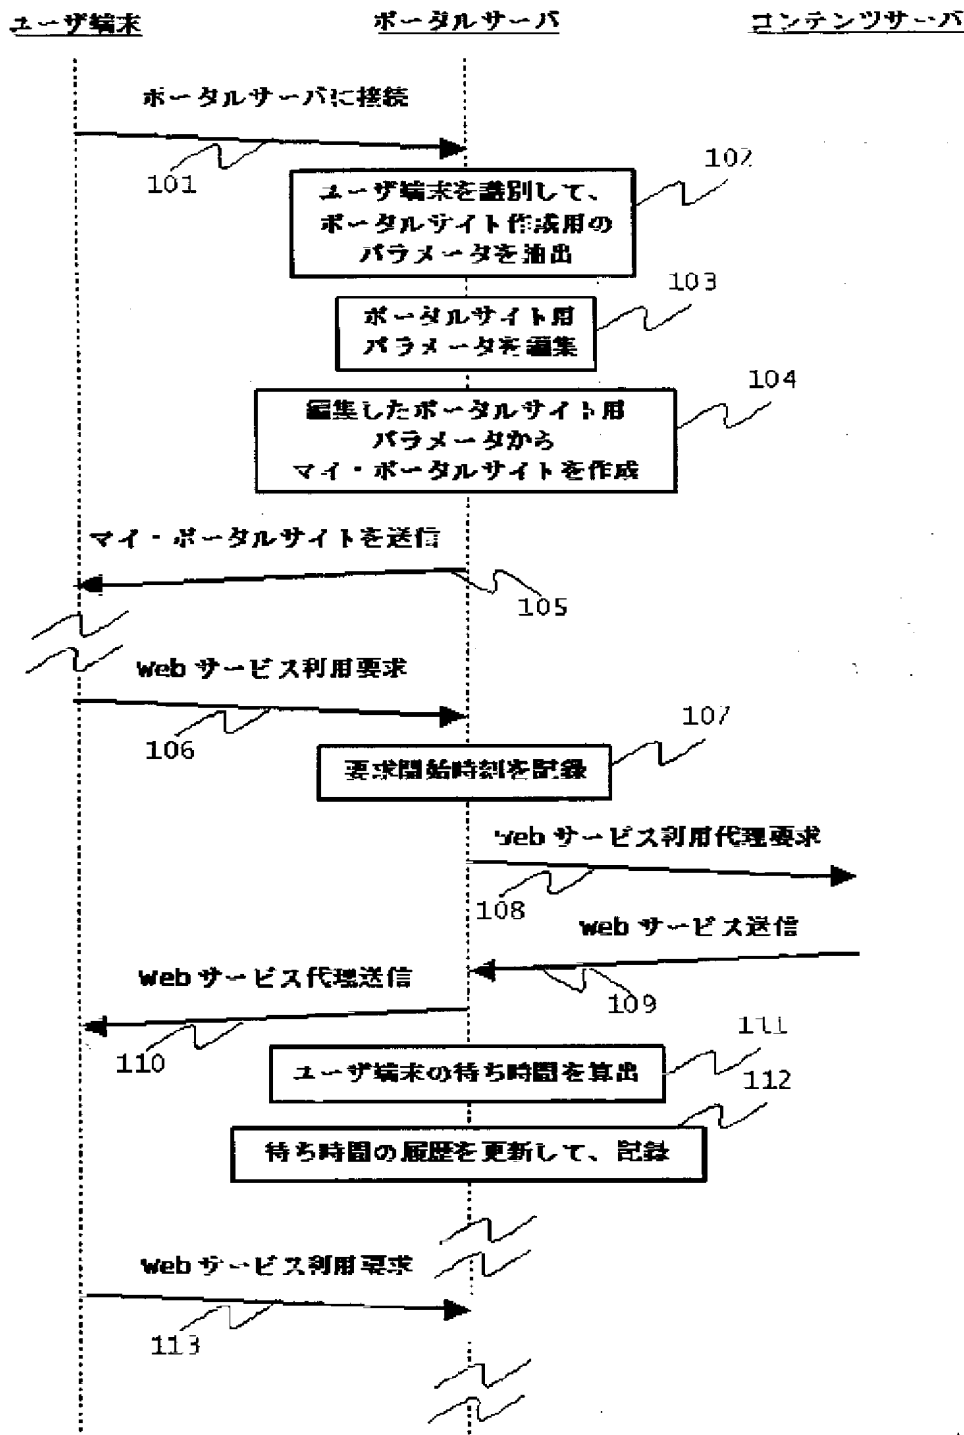 ユーザ端末
ポータルサーバ
コンテンツサーバ
ポータルサーバに接続
101
102
ユーザ端末を識別して、
ポータルサイト作成用の
パラメータを抽出
103
ポータルサイト用
パラメータを編集
104
編集したポータルサイト用
パラメータから
マイ・ポータルサイトを作成
マイ・ポータルサイトを送信
105
Web サービス利用要求
106
107
要求開始時刻を記録
Web サービス利用代理要求
108
Web サービス送信
109
Web サービス代理送信
110
111
ユーザ端末の待ち時間を算出
112
待ち時間の履歴を更新して、記録
Web サービス利用要求
113